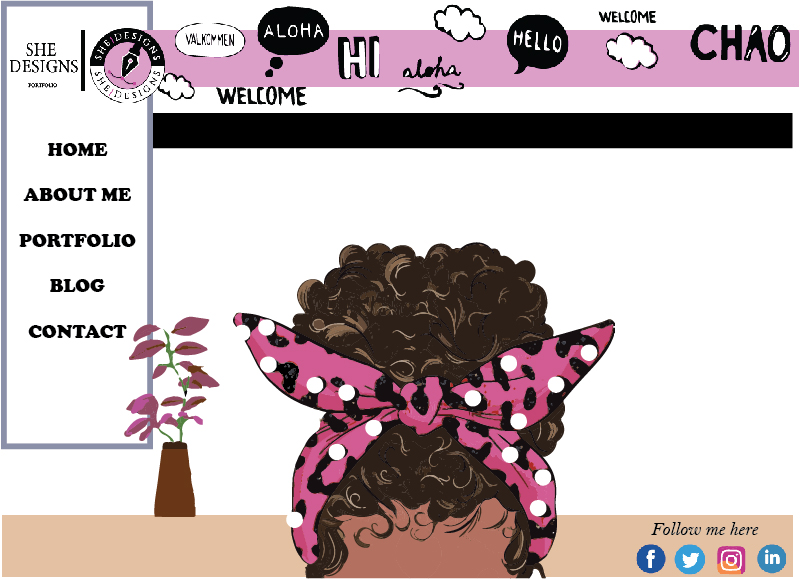 SHE
DESIGNS
PORTFOLIO
SHEIDESIGNS
SHEIDESIGNS
VALKOMMEN
ALOHA
HI
WELCOME
aloha
HELLO
WELCOME
CHAO
HOME
ABOUT ME
PORTFOLIO
BLOG
CONTACT
Follow me here